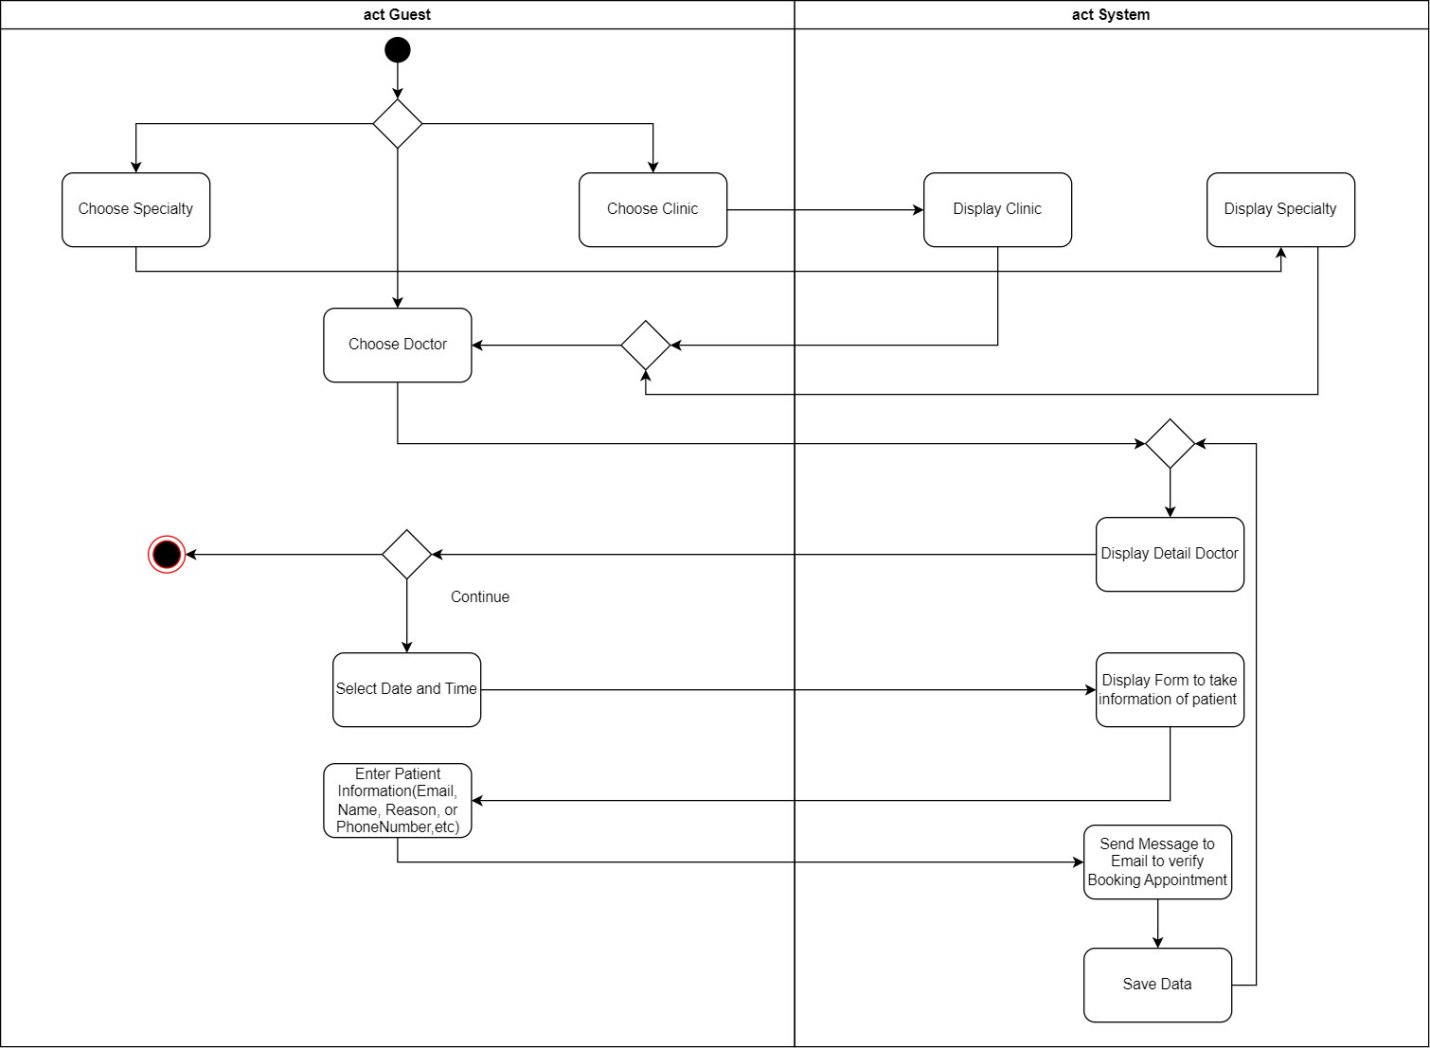 act Guest
act System
Choose Specialty
Choose Clinic
Display Clinic
Display Specialty
Choose Doctor
Display Detail Doctor
Continue
Select Date and Time
Display Form to take
information of patient
Enter Patient
Information(Email,
Name, Reason, or
PhoneNumber,etc)
Send Message to
Email to verify
Booking Appointment
Save Data